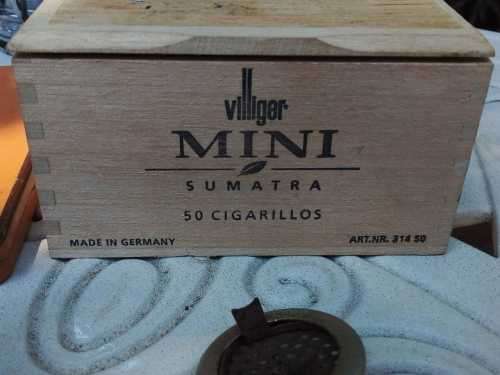 villiger
MINI
SUMATRA
50 CIGARILLOS
MADE IN GERMANY
ART.NR. 314 50